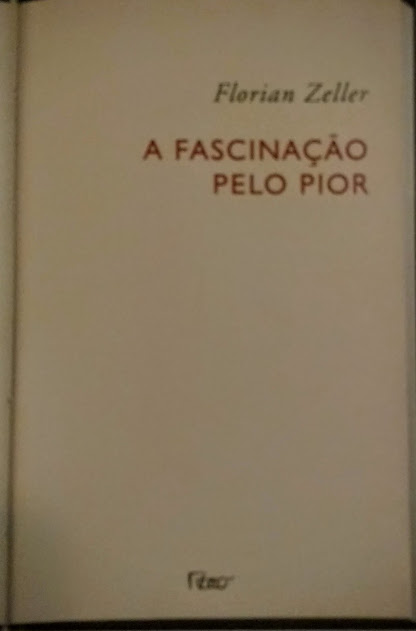 Florian Zeller
A FASCINAÇÃO
PELO PIOR